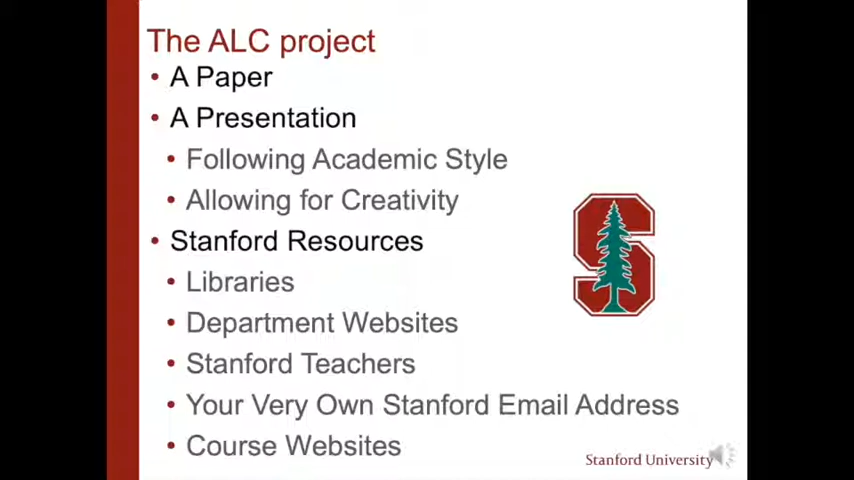 The ALC project
• A Paper
• A Presentation
• Following Academic Style
• Allowing for Creativity
• Stanford Resources
• Libraries
• Department Websites
• Stanford Teachers
• Your Very Own Stanford Email Address
• Course Websites
S
Stanford University